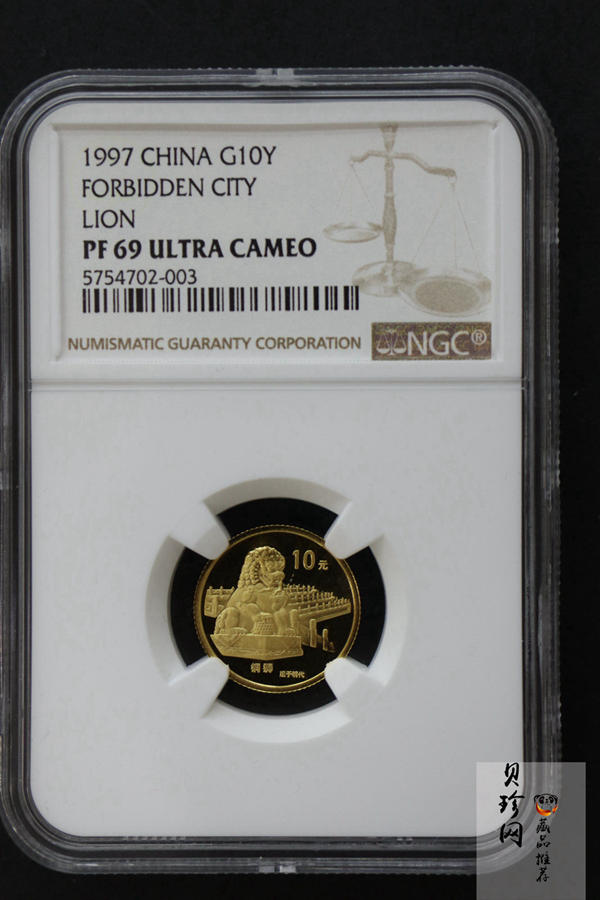 1997 CHINA G10Y
FORBIDDEN CITY
LION
PF 69 ULTRA CAMEO
5754702-003
NUMISMATIC GUARANTY CORPORATION
NGC®
10元
铜狮
贝珍网
藏品推荐